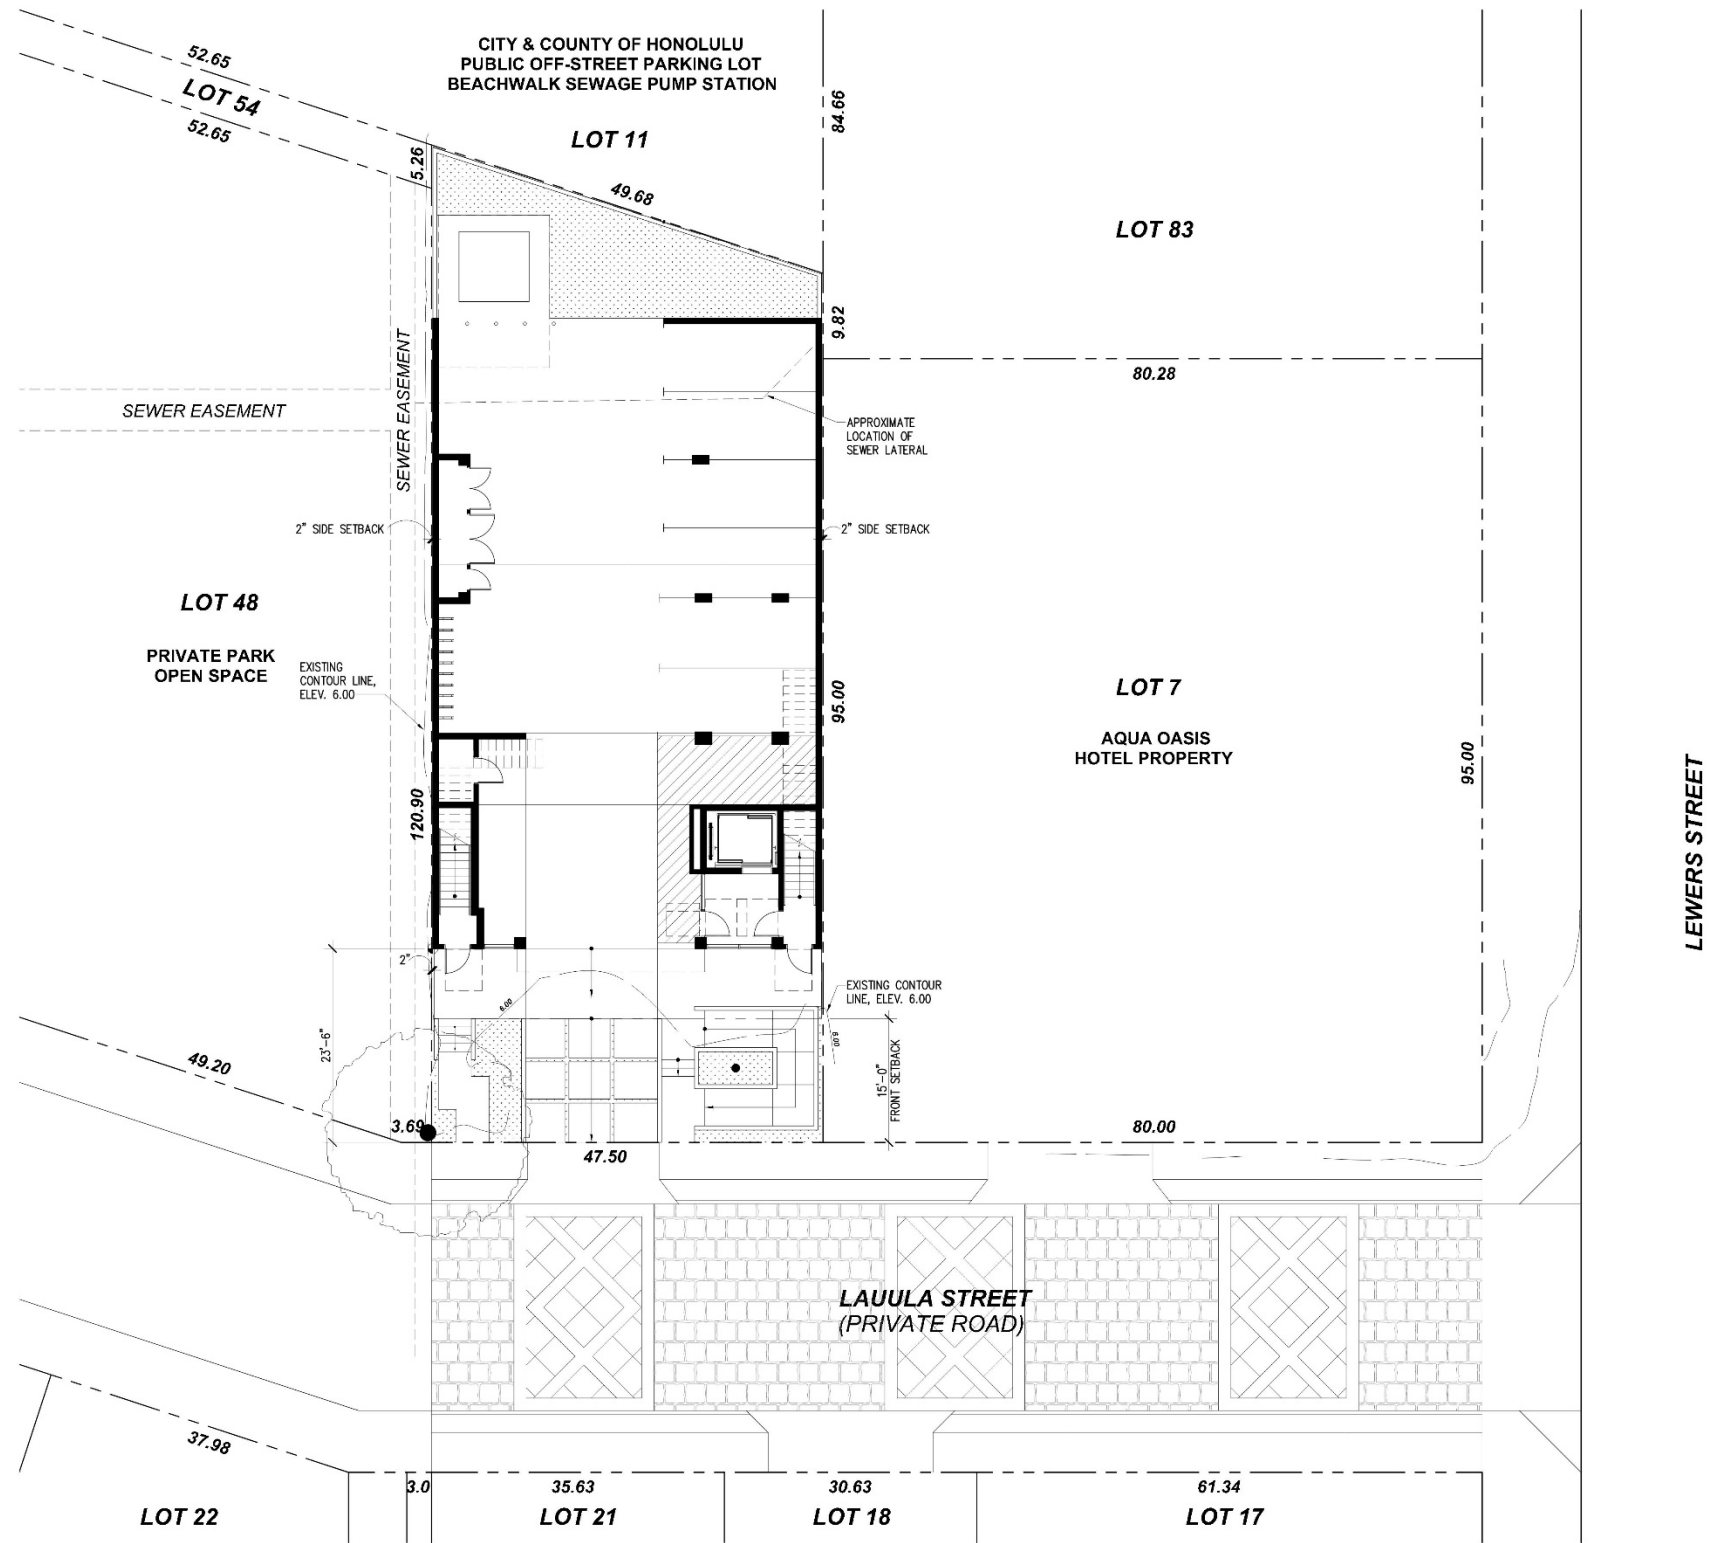 52.65
LOT 54
52.65
CITY & COUNTY OF HONOLULU
PUBLIC OFF-STREET PARKING LOT
BEACHWALK SEWAGE PUMP STATION
LOT 11
84.66
5.26
49.68
LOT 83
9.82
80.28
SEWER EASEMENT
SEWER EASEMENT
APPROXIMATE
LOCATION OF
SEWER LATERAL
2" SIDE SETBACK
2" SIDE SETBACK
LOT 48
PRIVATE PARK
OPEN SPACE
EXISTING
CONTOUR LINE,
ELEV. 6.00
LOT 7
AQUA OASIS
HOTEL PROPERTY
95.00
95.00
120.90
LEWERS STREET
2"
6.00
EXISTING CONTOUR
LINE, ELEV. 6.00
6.00
23'-6"
15'-0"
FRONT SETBACK
49.20
3.69
47.50
80.00
LAUULA STREET
(PRIVATE ROAD)
37.98
3.0
35.63
30.63
61.34
LOT 22
LOT 21
LOT 18
LOT 17